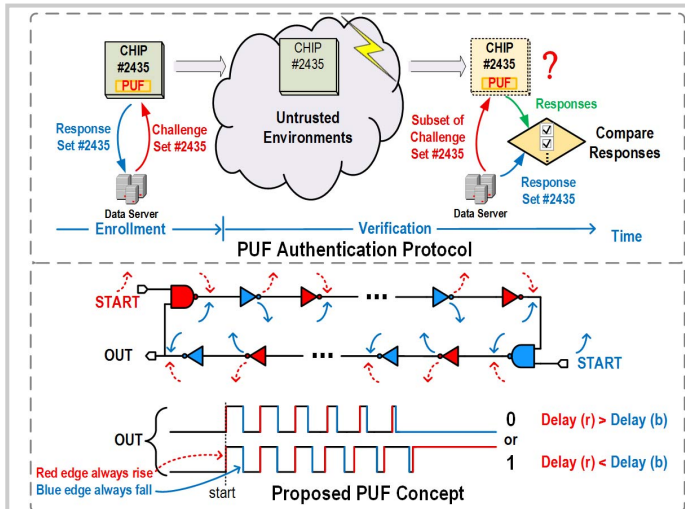 CHIP
#2435
PUF
CHIP
#2435
CHIP
#2435
PUF
?
Untrusted
Environments
Response
Set #2435
Challenge
Set #2435
Subset of
Challenge
Set #2435
Responses
Compare
Responses
Response
Set #2435
Data Server
Data Server
Enrollment
Verification
Time
PUF Authentication Protocol
START
...
OUT
...
START
OUT
0
Delay (r) > Delay (b)
or
1
Delay (r) < Delay (b)
Red edge always rise
Blue edge always fall
start
Proposed PUF Concept